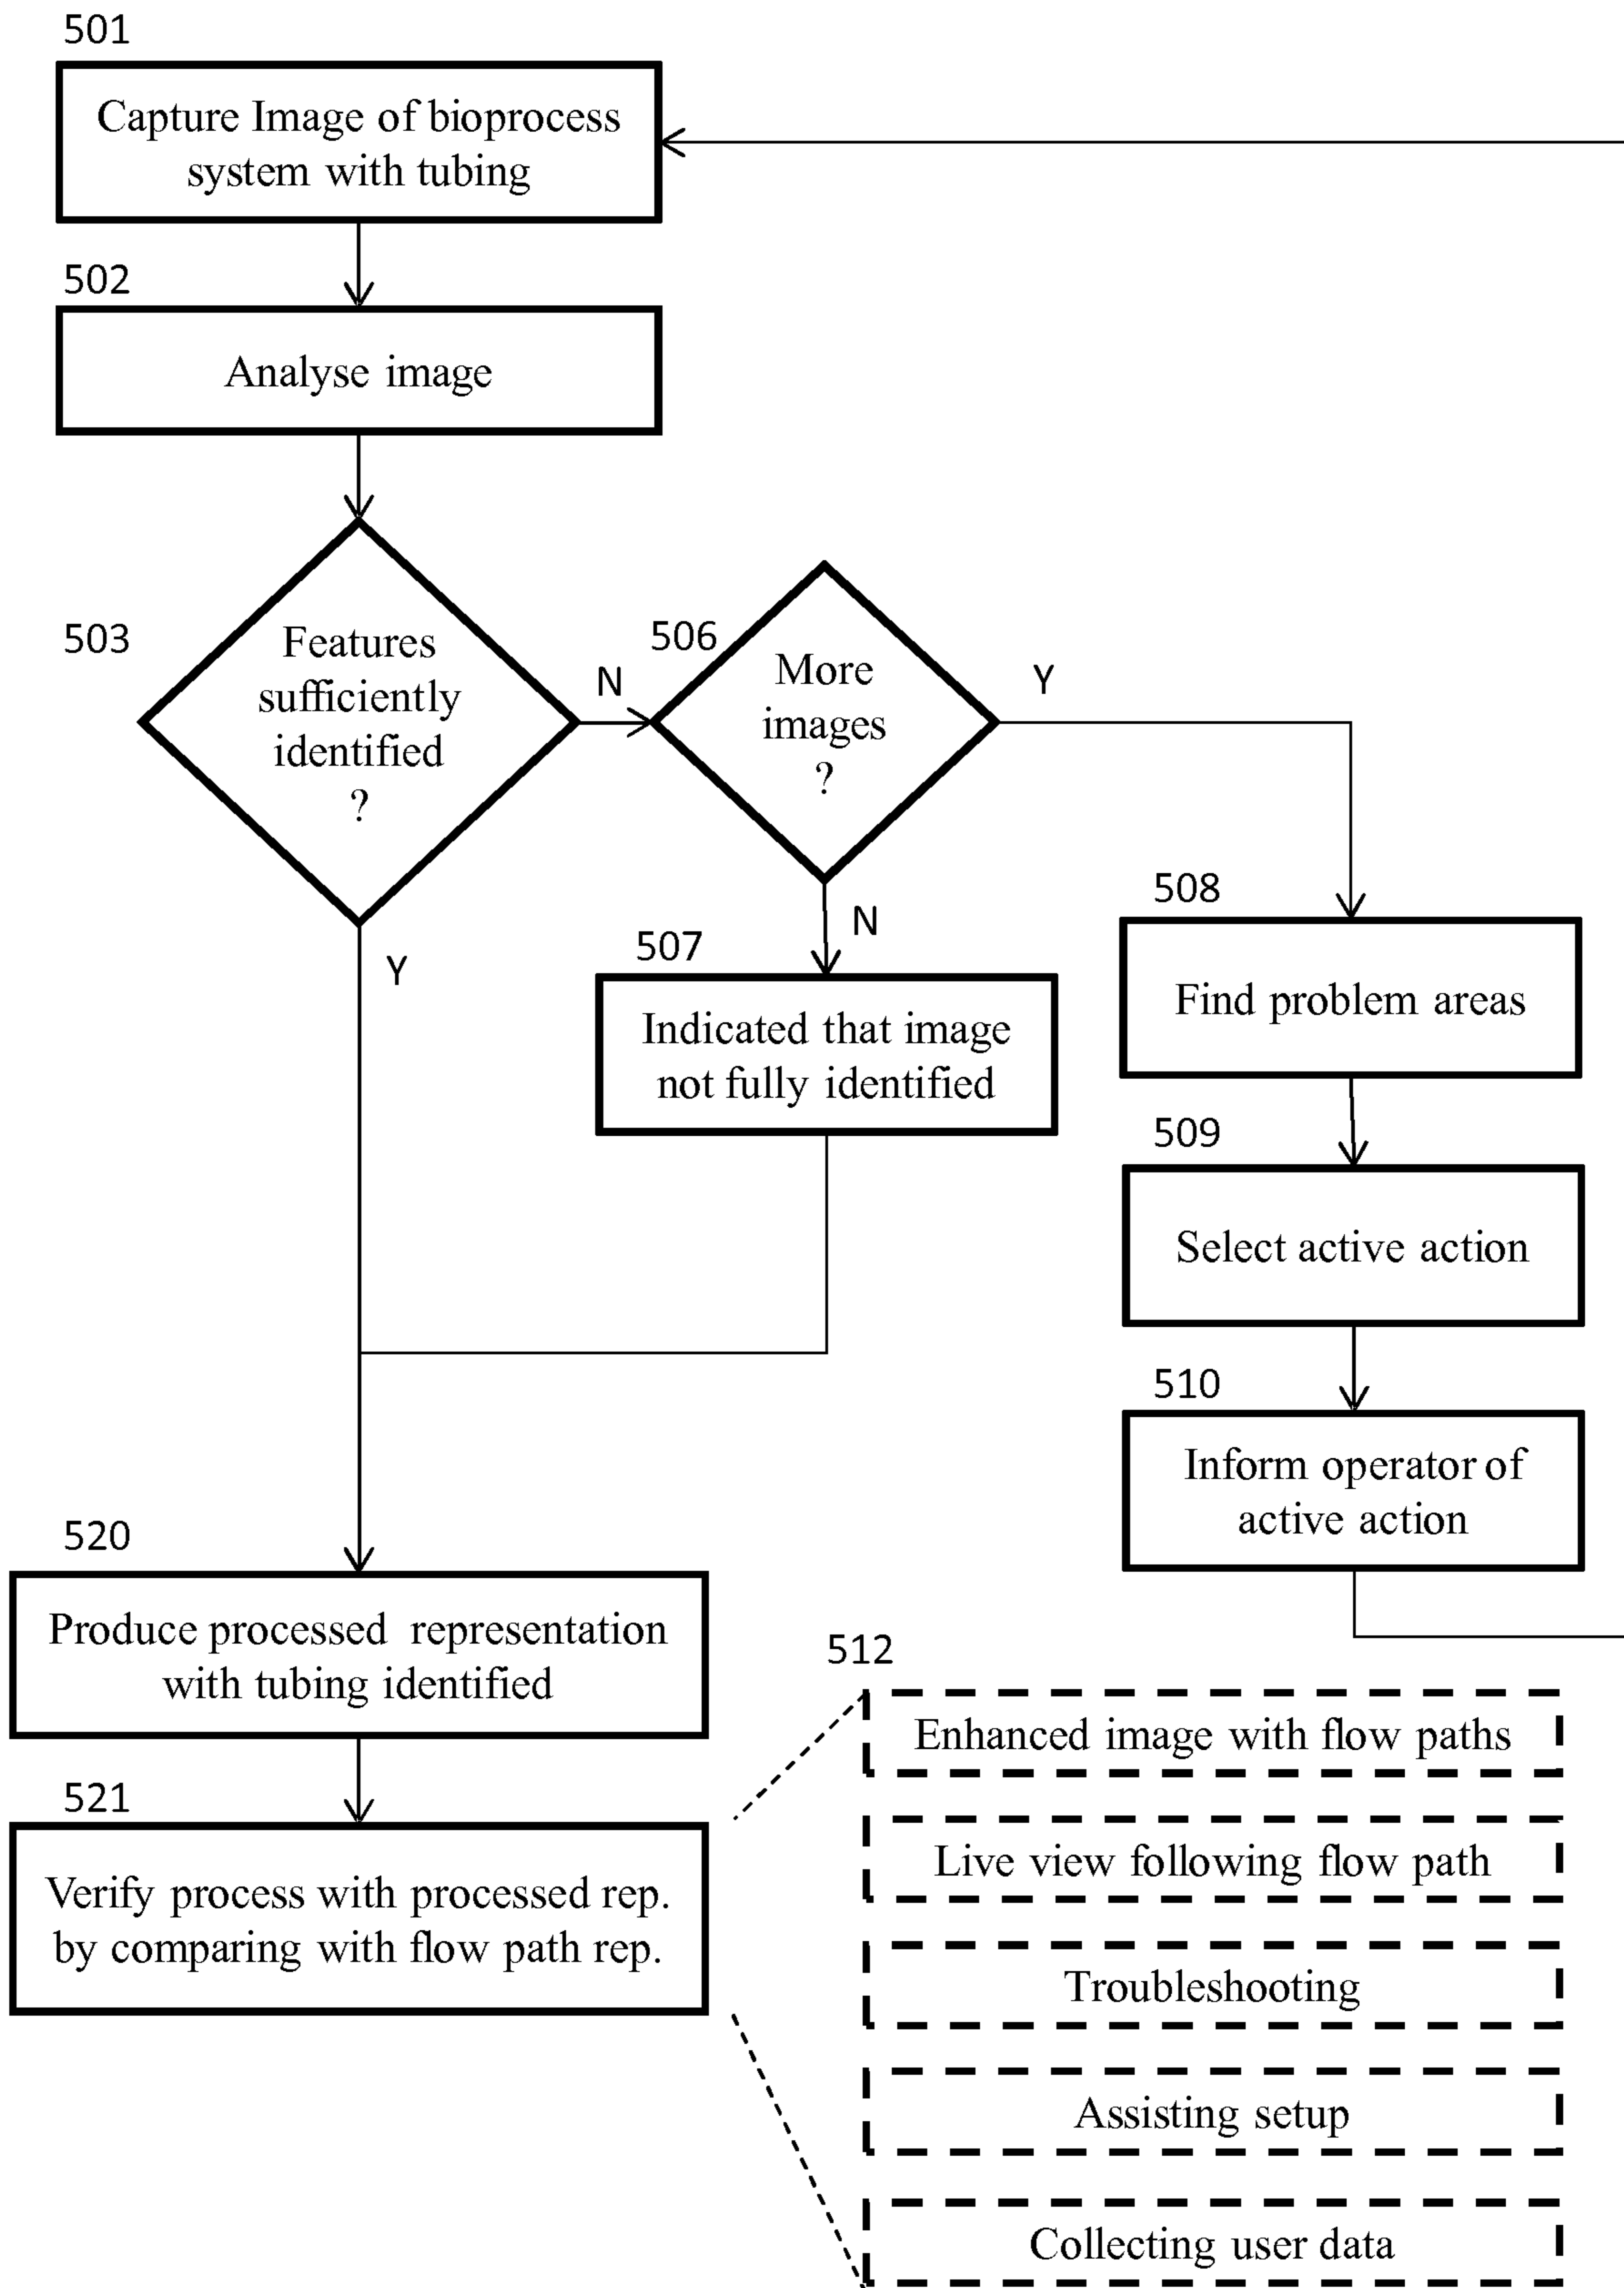 501
Capture Image of bioprocess
system with tubing
502
Analyse image
503
Features
sufficiently
identified
?
N
Y
506
More
images
?
Y
N
507
Indicated that image
not fully identified
508
Find problem areas
509
Select active action
510
Inform operator of
active action
520
Produce processed representation
with tubing identified
521
Verify process with processed rep.
by comparing with flow path rep.
512
Enhanced image with flow paths
Live view following flow path
Troubleshooting
Assisting setup
Collecting user data